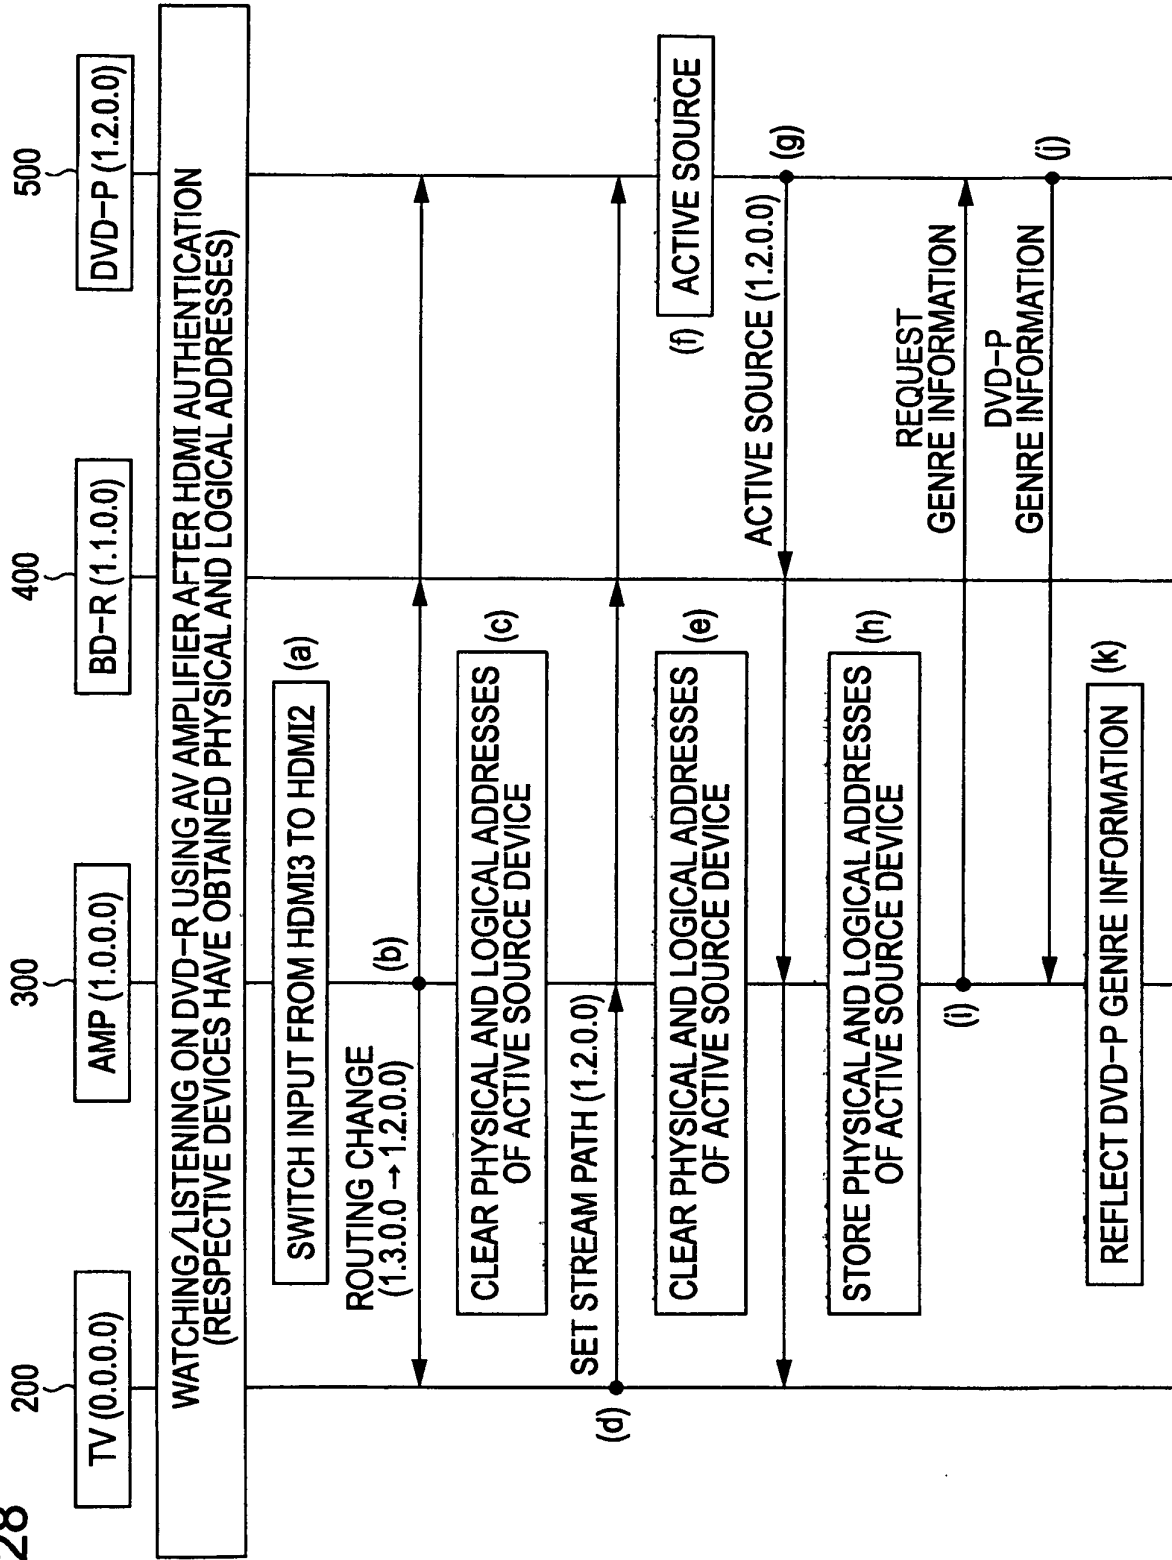 28
200
300
400
500
TV (0.0.0.0)
AMP (1.0.0.0)
BD-R (1.1.0.0)
DVD-P (1.2.0.0)
WATCHING/LISTENING ON DVD-R USING AV AMPLIFIER AFTER HDMI AUTHENTICATION
(RESPECTIVE DEVICES HAVE OBTAINED PHYSICAL AND LOGICAL ADDRESSES)
SWITCH INPUT FROM HDMI3 TO HDMI2
(a)
ROUTING CHANGE
(1.3.0.0 → 1.2.0.0)
(b)
CLEAR PHYSICAL AND LOGICAL ADDRESSES
OF ACTIVE SOURCE DEVICE
(c)
SET STREAM PATH (1.2.0.0)
(d)
CLEAR PHYSICAL AND LOGICAL ADDRESSES
OF ACTIVE SOURCE DEVICE
(e)
(f)
ACTIVE SOURCE
ACTIVE SOURCE (1.2.0.0)
(g)
STORE PHYSICAL AND LOGICAL ADDRESSES
OF ACTIVE SOURCE DEVICE
(h)
(i)
REQUEST
GENRE INFORMATION
DVD-P
GENRE INFORMATION
(j)
REFLECT DVD-P GENRE INFORMATION
(k)